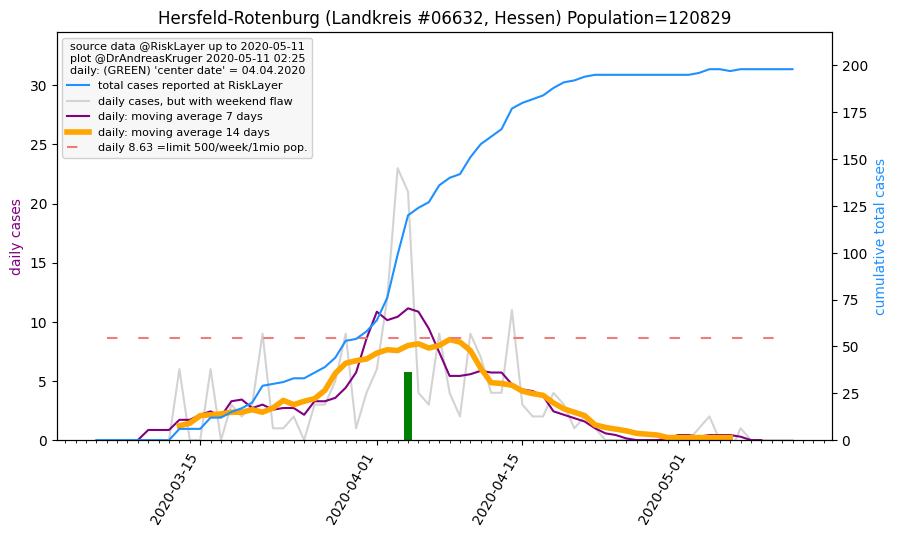 Hersfeld-Rotenburg (Landkreis #06632, Hessen) Population=120829
source data @RiskLayer up to 2020-05-11
plot @DrAndreasKruger 2020-05-11 02:25
daily: (GREEN) 'center date' = 04.04.2020
total cases reported at RiskLayer
daily cases, but with weekend flaw
daily: moving average 7 days
daily: moving average 14 days
daily 8.63 =limit 500/week/1mio pop.
daily cases
30
25
20
15
10
5
0
cumulative total cases
200
175
150
125
100
75
50
25
0
2020-03-15
2020-04-01
2020-04-15
2020-05-01